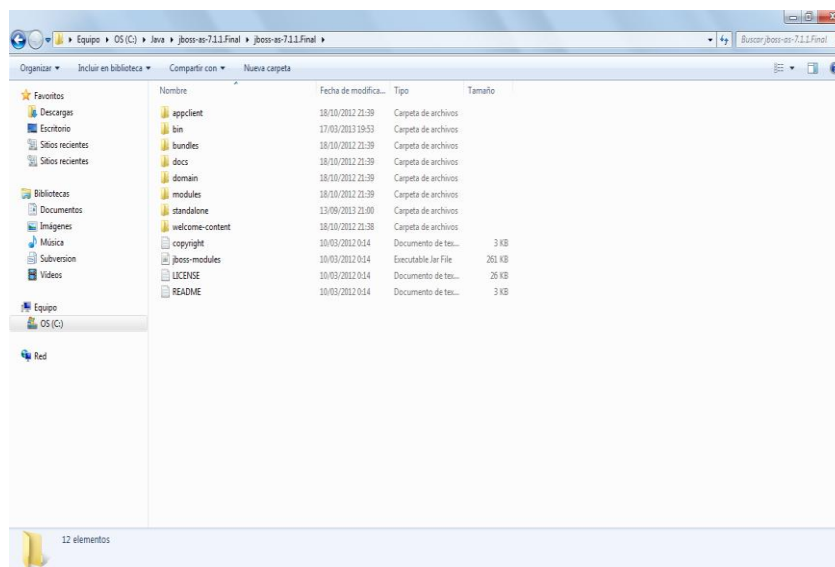 Equipo OS (C:) Java jboss-as-7.1.1.Final jboss-as-7.1.1.Final
Buscar jboss-as-7.1.1.Final
Organizar Incluir en biblioteca Compartir con Nueva carpeta
Favoritos
Descargas
Escritorio
Sitios recientes
Sitios recientes
Bibliotecas
Documentos
Imágenes
Música
Subversion
Vídeos
Equipo
OS (C:)
Red
Nombre Fecha de modifica... Tipo Tamaño
appclient 18/10/2012 21:39 Carpeta de archivos
bin 17/03/2013 19:53 Carpeta de archivos
bundles 18/10/2012 21:39 Carpeta de archivos
docs 18/10/2012 21:39 Carpeta de archivos
domain 18/10/2012 21:39 Carpeta de archivos
modules 18/10/2012 21:39 Carpeta de archivos
standalone 13/09/2013 21:00 Carpeta de archivos
welcome-content 18/10/2012 21:38 Carpeta de archivos
copyright 10/03/2012 0:14 Documento de tex... 3 KB
jboss-modules 10/03/2012 0:14 Executable Jar File 261 KB
LICENSE 10/03/2012 0:14 Documento de tex... 26 KB
README 10/03/2012 0:14 Documento de tex... 3 KB
12 elementos